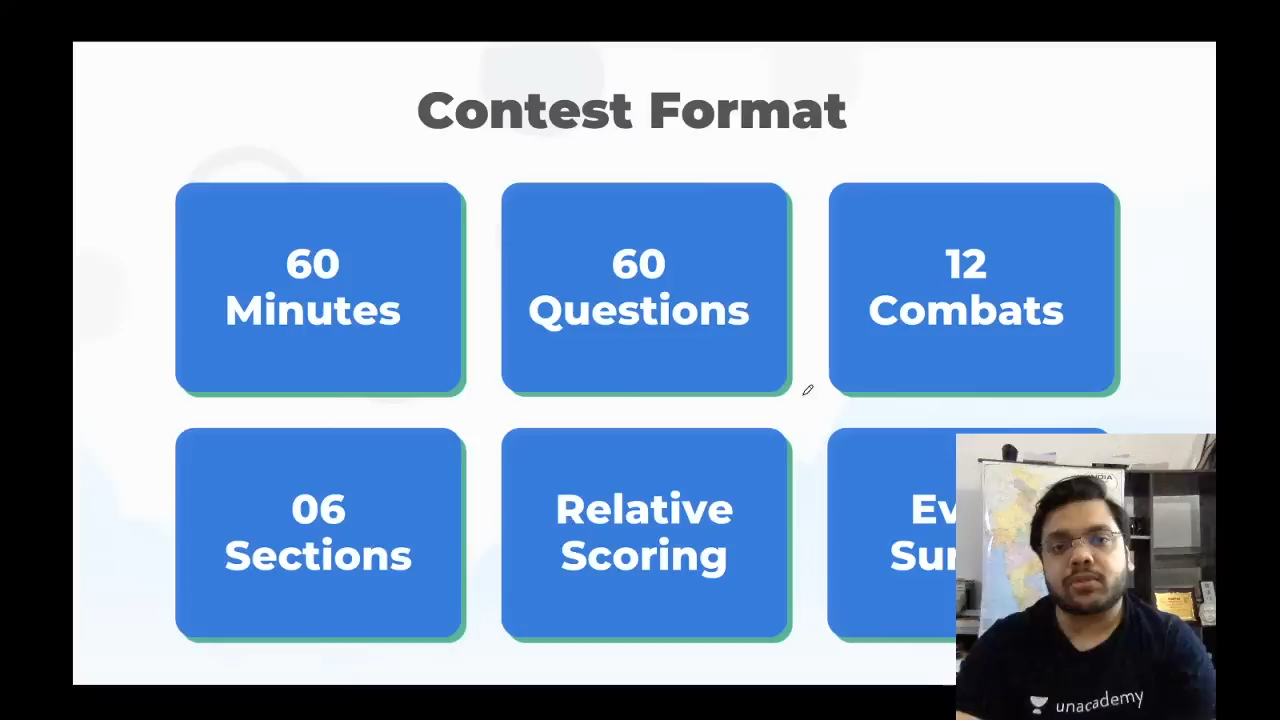 Contest Format
60
Minutes
60
Questions
12
Combats
06
Sections
Relative
Scoring
unacademy